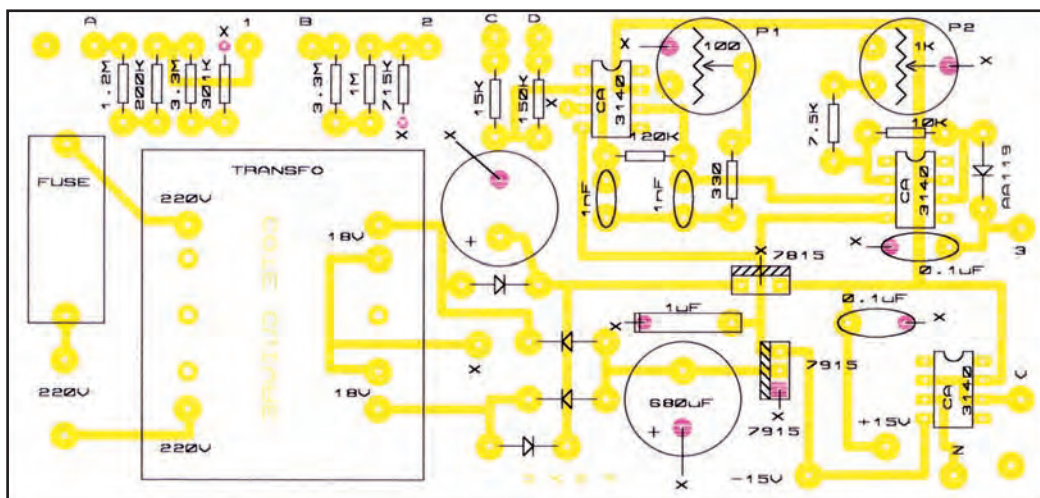 A 1 B 2 C D P1 P2
X X X X X
1.2M 200K 3.3M 301K 3.3M 1M 715K 15K 150K X
CA 3140 100 1K
7.5K 10K
120K 330
1nF 1nF
CA 3140 AA119
FUSE TRANSFO
220V 220V
18V 18V
+ X X
7815 0.1uF 3
1uF X 0.1uF X
7915 X
680uF + X
7915 X
CA 3140 V
220V 220V
+15V -15V Z